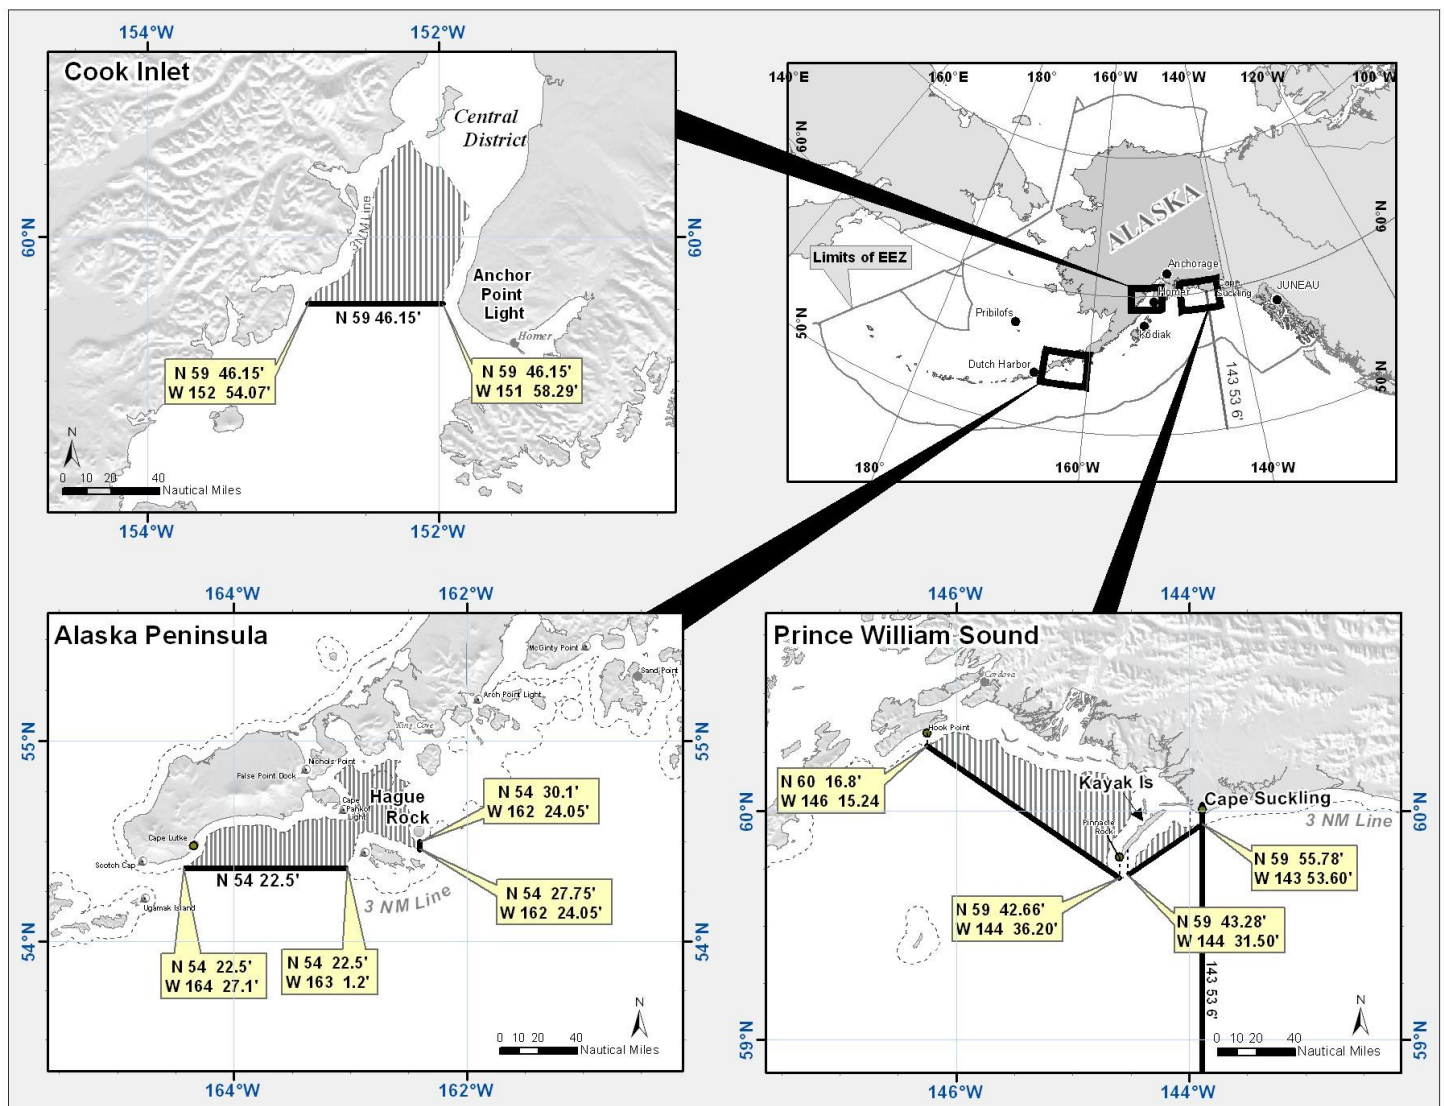 154°W
152°W
Cook Inlet
Central
District
3 NM Line
60°N
60°N
Anchor
Point
Light
Homer
N 59 46.15'
N 59 46.15'
W 152 54.07'
N 59 46.15'
W 151 58.29'
N
0 10 20 40
Nautical Miles
154°W
152°W
140°E
160°E
180°
160°W
140°W
120°W
100°W
60°N
60°N
ALASKA
Limits of EEZ
Anchorage
Homer
Cape
Suckling
JUNEAU
Pribilofs
Kodiak
50°N
Dutch Harbor
143 53 6'
50°N
180°
160°W
140°W
164°W
162°W
Alaska Peninsula
McGinty Point
Sand Point
Arch Point Light
King Cove
55°N
55°N
Nichols Point
False Point Dock
Cape
Pankof
Light
Hague
Rock
N 54 30.1'
W 162 24.05'
Cape Lutke
Scotch Cap
N 54 22.5'
N 54 27.75'
W 162 24.05'
Ugamak Island
3 NM Line
54°N
54°N
N 54 22.5'
W 164 27.1'
N 54 22.5'
W 163 1.2'
N
0 10 20 40
Nautical Miles
164°W
162°W
146°W
144°W
Prince William Sound
Cordova
Hook Point
N 60 16.8'
W 146 15.24
Kayak Is
Cape Suckling
60°N
60°N
3 NM Line
Pinnacle
Rock
N 59 55.78'
W 143 53.60'
N 59 42.66'
W 144 36.20'
N 59 43.28'
W 144 31.50'
143 53 6'
N
59°N
59°N
0 10 20 40
Nautical Miles
146°W
144°W